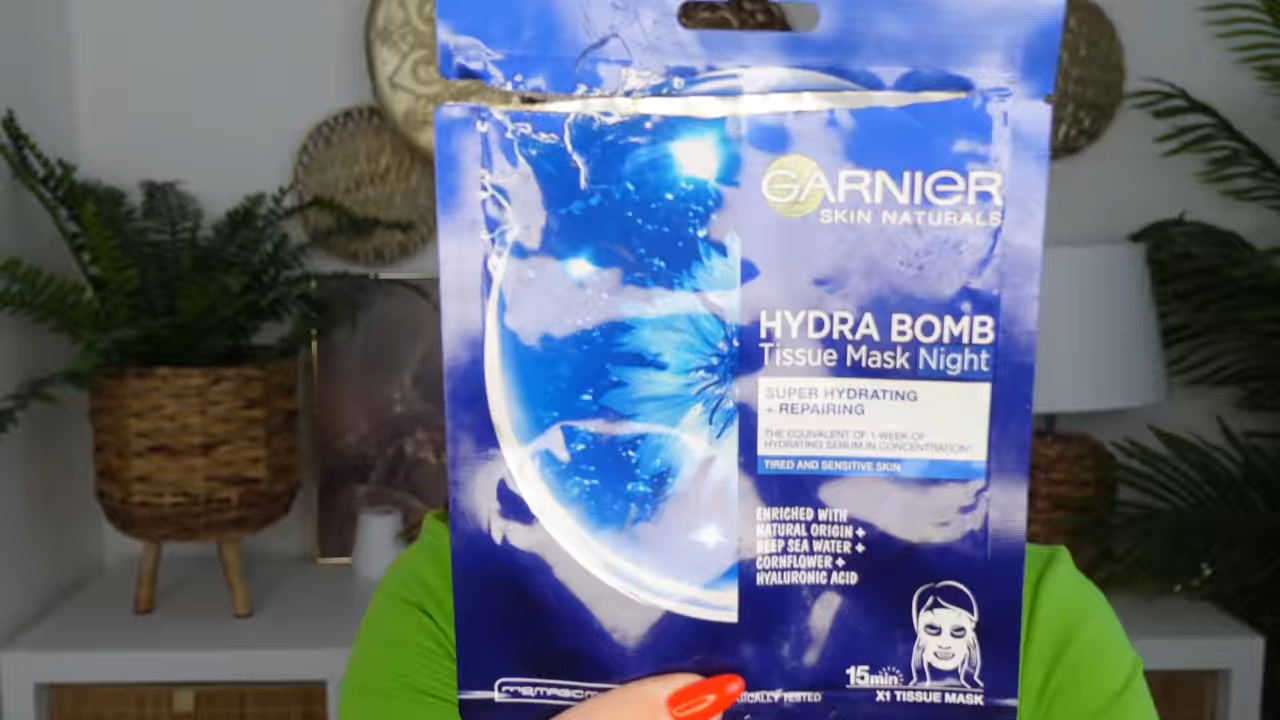 GARNIER
SKIN NATURALS
HYDRA BOMB
Tissue Mask Night
SUPER HYDRATING
+ REPAIRING
THE EQUIVALENT OF 1 WEEK OF
HYDRATING SERUM IN CONCENTRATION
TIRED AND SENSITIVE SKIN
ENRICHED WITH
NATURAL ORIGIN +
DEEP SEA WATER +
CORNFLOWER +
HYALURONIC ACID
15min
TESTED
X1 TISSUE MASK